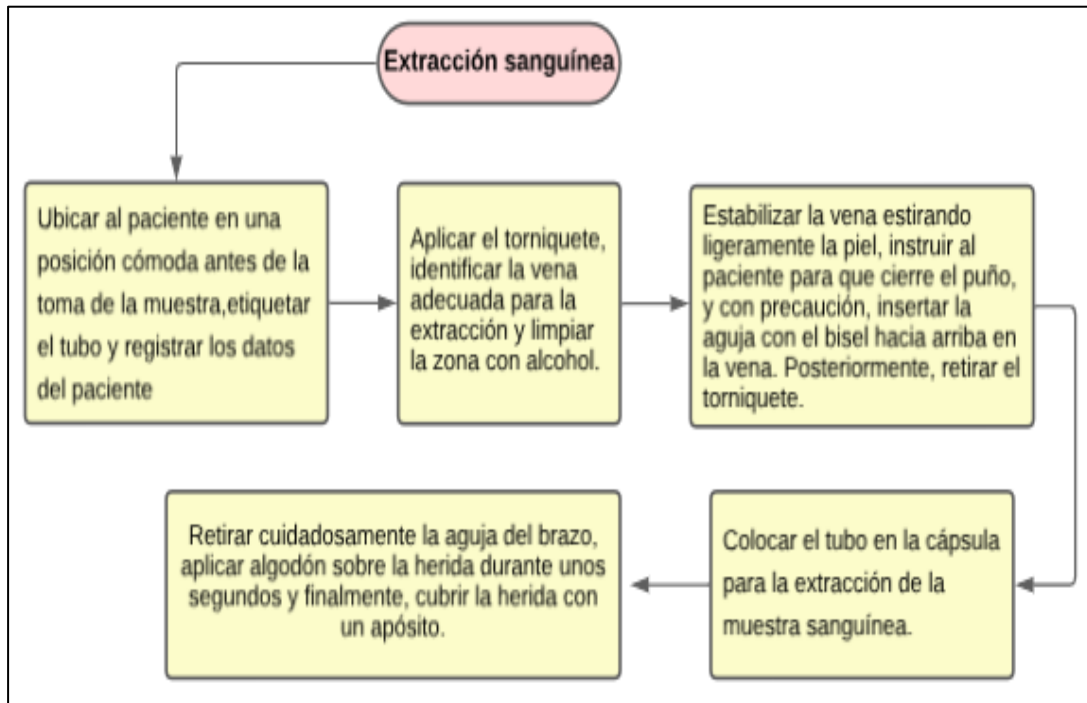 Extracción sanguínea
Ubicar al paciente en una
posición cómoda antes de la
toma de la muestra,etiquetar
el tubo y registrar los datos
del paciente
Aplicar el torniquete,
identificar la vena
adecuada para la
extracción y limpiar
la zona con alcohol.
Estabilizar la vena estirando
ligeramente la piel, instruir al
paciente para que cierre el puño,
y con precaución, insertar la
aguja con el bisel hacia arriba en
la vena. Posteriormente, retirar el
torniquete.
Colocar el tubo en la cápsula
para la extracción de la
muestra sanguínea.
Retirar cuidadosamente la aguja del brazo,
aplicar algodón sobre la herida durante unos
segundos y finalmente, cubrir la herida con
un apósito.